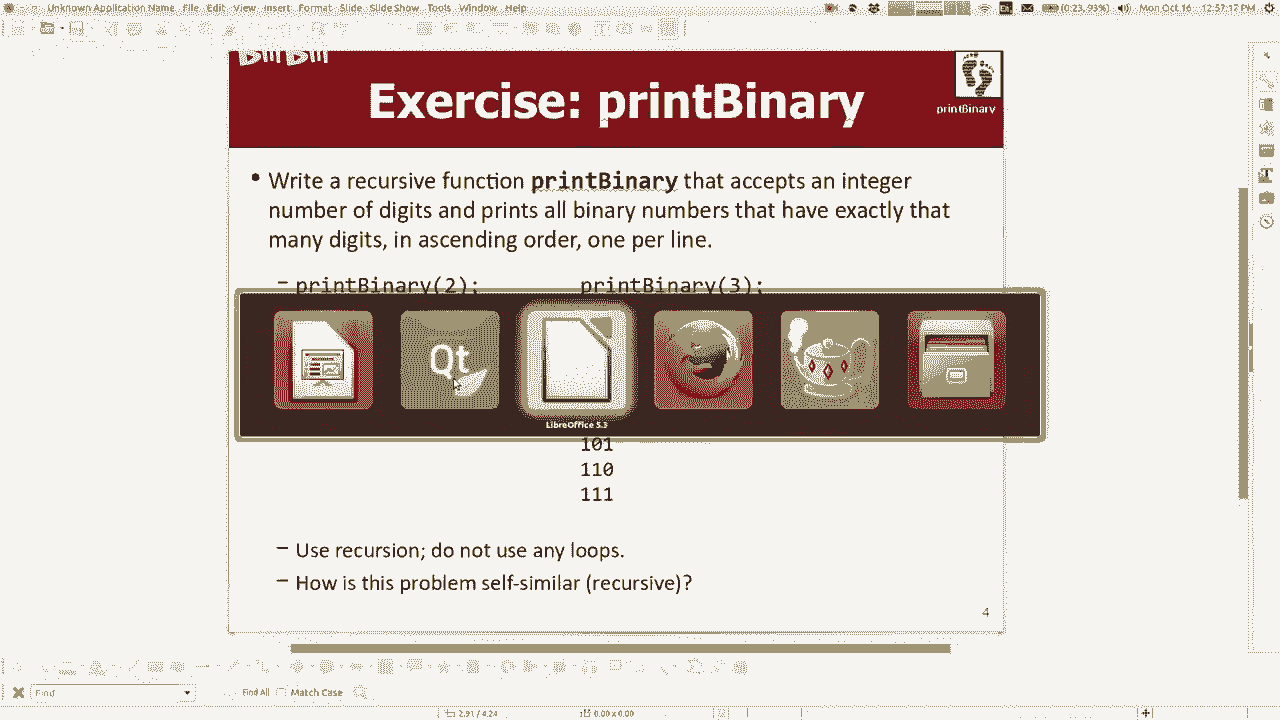 Unknown Application Name File Edit View Insert Format Slide Slide Show Tools Window Help
En (0:23, 93%) Mon Oct 16 12:57:17 PM
Exercise: printBinary
printBinary
• Write a recursive function printBinary that accepts an integer
number of digits and prints all binary numbers that have exactly that
many digits, in ascending order, one per line.
– printBinary(2); printBinary(3);
Qt
LibreOffice 5.3
101
110
111
– Use recursion; do not use any loops.
– How is this problem self-similar (recursive)?
4
Find Find All Match Case
2.91 / 4.24 0.00 x 0.00